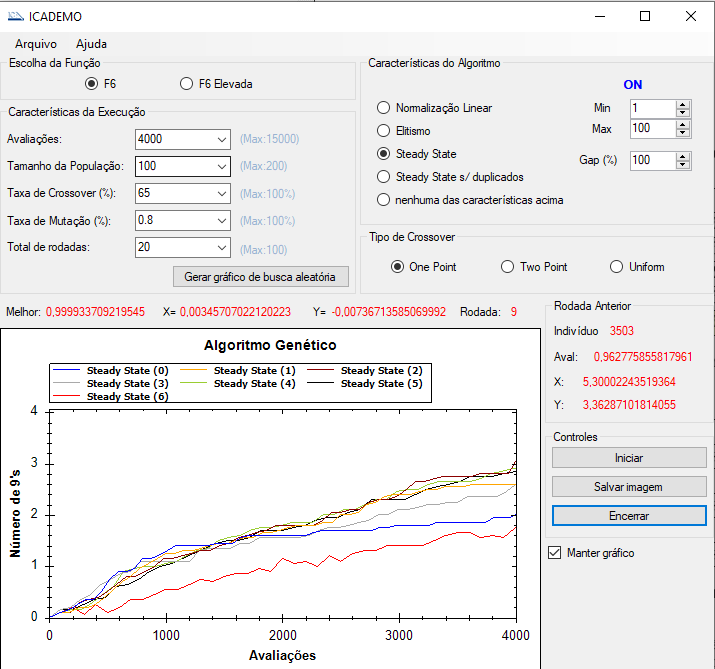 ICADEMO
Arquivo Ajuda
Escolha da Função
F6 F6 Elevada
Características da Execução
Avaliações: 4000 (Max:15000)
Tamanho da População: 100 (Max:200)
Taxa de Crossover (%): 65 (Max:100%)
Taxa de Mutação (%): 0.8 (Max:100%)
Total de rodadas: 20 (Max:100)
Gerar gráfico de busca aleatória
Características do Algoritmo
ON
Normalização Linear
Elitismo
Steady State
Steady State s/ duplicados
nenhuma das características acima
Min 1
Max 100
Gap (%) 100
Tipo de Crossover
One Point Two Point Uniform
Melhor: 0,999933709219545 X= 0,00345707022120223 Y= -0,00736713585069992 Rodada: 9
Algoritmo Genético
Steady State (0) Steady State (1) Steady State (2)
Steady State (3) Steady State (4) Steady State (5)
Steady State (6)
Número de 9's
4
3
2
1
0
0 1000 2000 3000 4000
Avaliações
Rodada Anterior
Indivíduo 3503
Aval: 0,962775855817961
X: 5,30002243519364
Y: 3,36287101814055
Controles
Iniciar
Salvar imagem
Encerrar
Manter gráfico